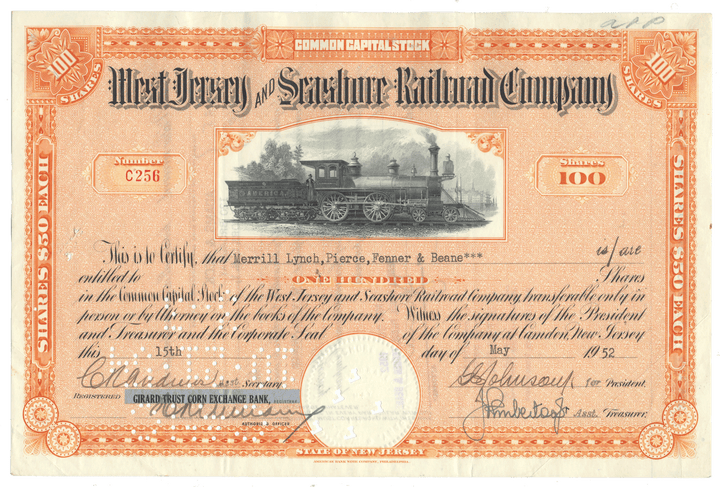 app
COMMON CAPITAL STOCK
100 SHARES
100 SHARES
West Jersey AND Seashore Railroad Company
Number
C256
Shares
100
SHARES $50 EACH
SHARES $50 EACH
AMERICAN
This is to Certify, that Merrill Lynch,Pierce,Fenner & Beane*** is/are
entitled to ONE HUNDRED Shares
in the Common Capital Stock of the West Jersey and Seashore Railroad Company, transferable only in
person or by Attorney on the books of the Company. Witness the signatures of the President
and Treasurer and the Corporate Seal of the Company at Camden, New Jersey
this 15th day of May 1952
Asst. Secretary.
for President.
REGISTERED
GIRARD TRUST CORN EXCHANGE BANK, REGISTRARS
AUTHORIZED OFFICER
Asst. Treasurer.
STATE OF NEW JERSEY